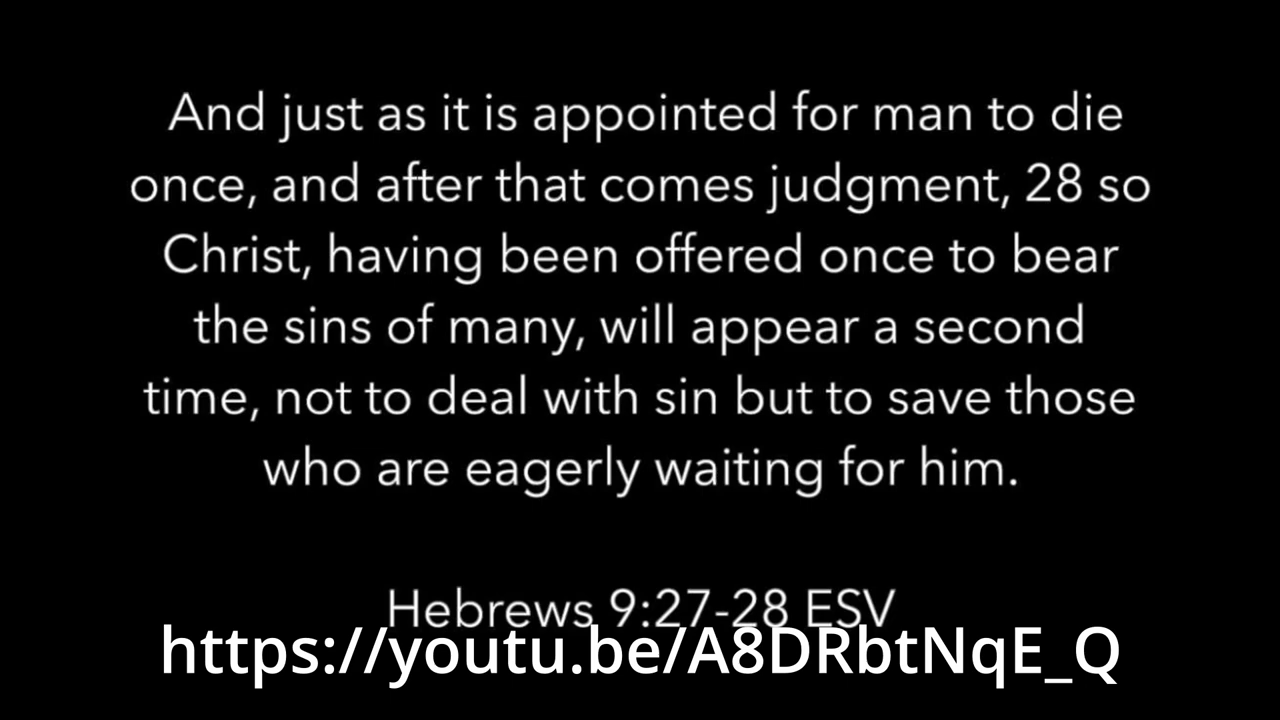 And just as it is appointed for man to die
once, and after that comes judgment, 28 so
Christ, having been offered once to bear
the sins of many, will appear a second
time, not to deal with sin but to save those
who are eagerly waiting for him.
Hebrews 9:27-28 ESV
https://youtu.be/A8DRbtNqE_Q